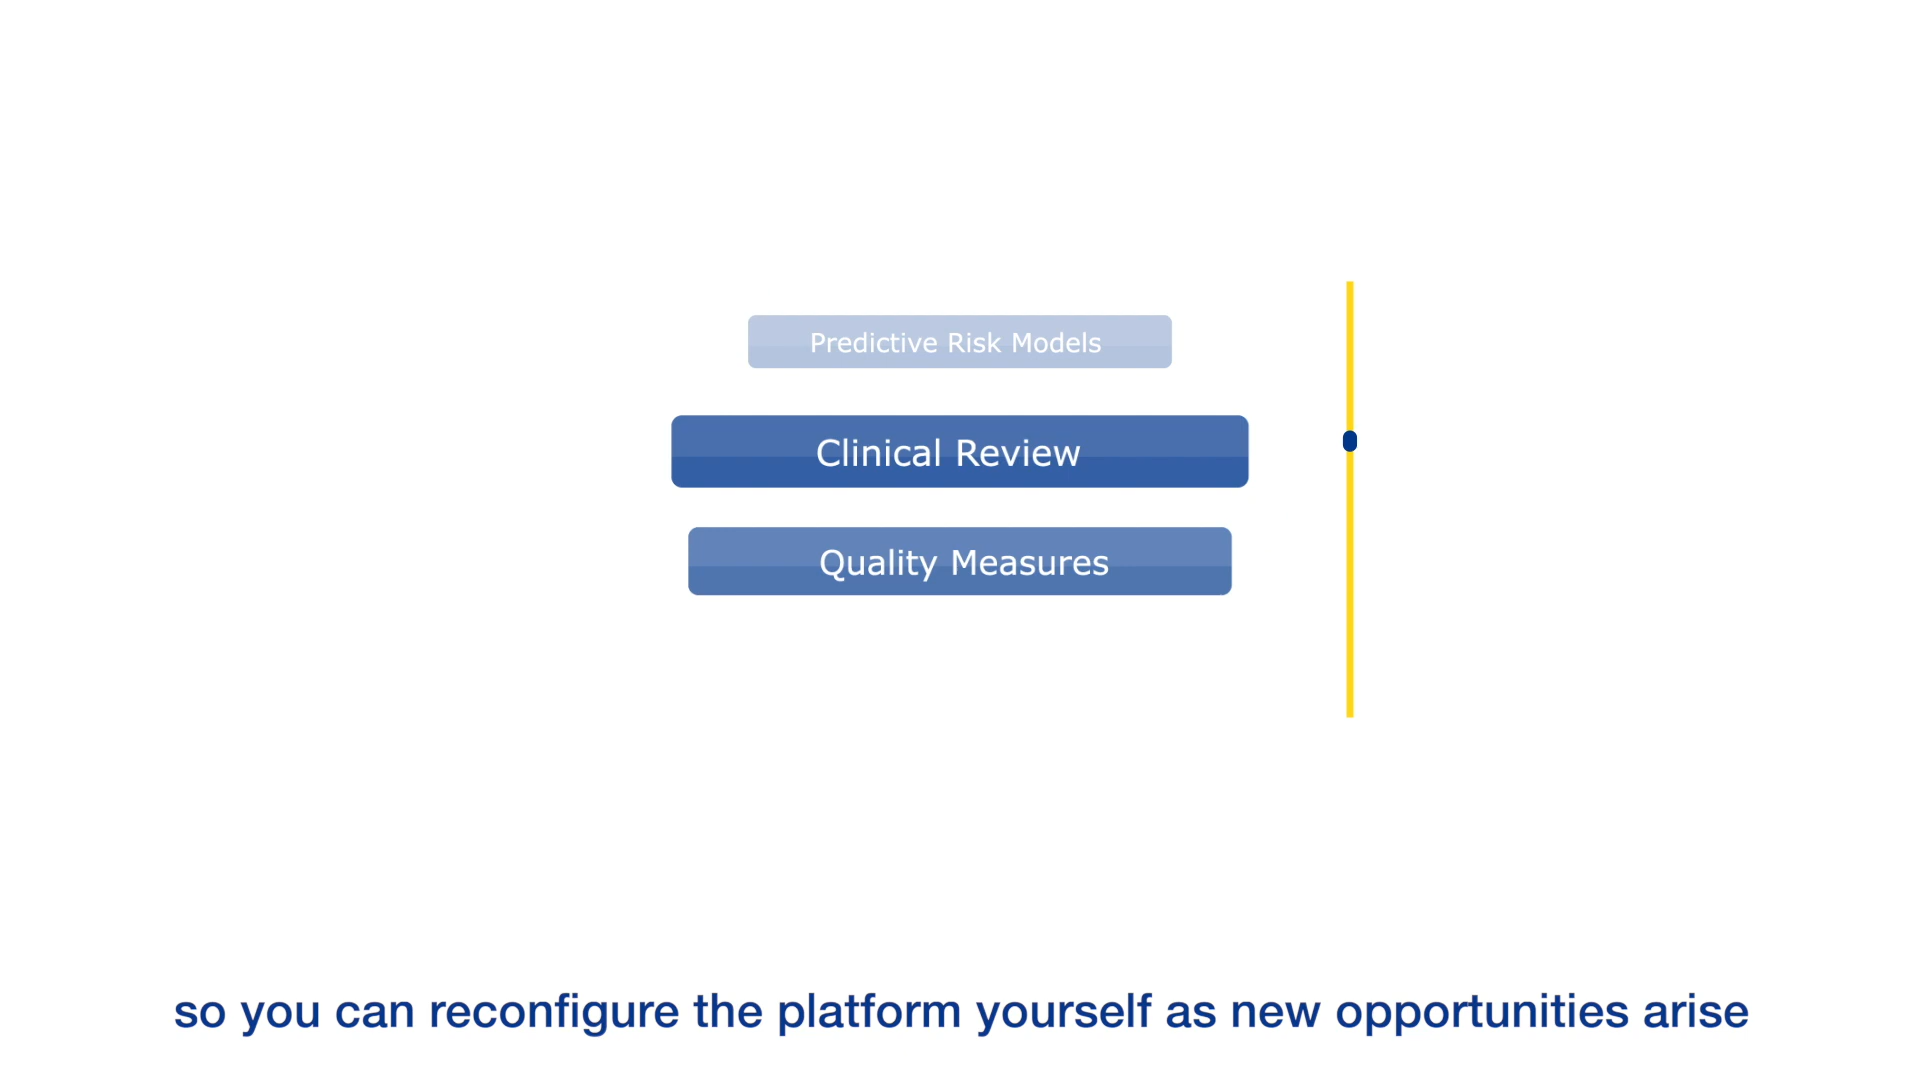 Predictive Risk Models
Clinical Review
Quality Measures
so you can reconfigure the platform yourself as new opportunities arise